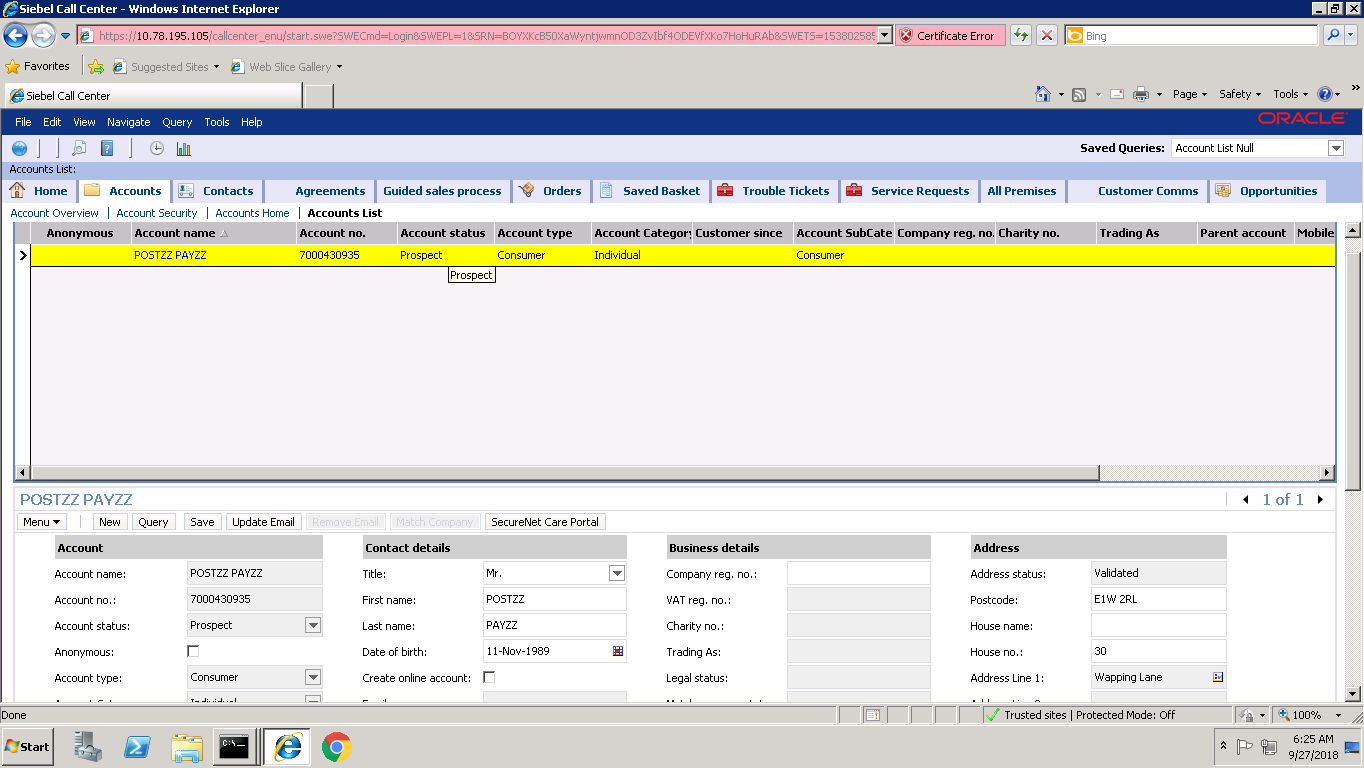 Siebel Call Center - Windows Internet Explorer
https://10.78.195.105/callcenter_enu/start.swe?SWECmd=Login&SWEPL=1&SRN= Certificate Error Bing
Favorites Suggested Sites Web Slice Gallery
Siebel Call Center Page Safety Tools
File Edit View Navigate Query Tools Help ORACLE
Saved Queries: Account List Null
Accounts List:
Home Accounts Contacts Agreements Guided sales process Orders Saved Basket Trouble Tickets Service Requests All Premises Customer Comms Opportunities
Account Overview | Account Security | Accounts Home | Accounts List
Anonymous Account name Account no. Account status Account type Account Category Customer since Account SubCate Company reg. no. Charity no. Trading As Parent account Mobile
POSTZZ PAYZZ 7000430935 Prospect Consumer Individual Consumer
Prospect
POSTZZ PAYZZ 1 of 1
Menu New Query Save Update Email Remove Email Match Company SecureNet Care Portal
Account Contact details Business details Address
Account name: POSTZZ PAYZZ Title: Mr. Company reg. no.: Address status: Validated
Account no.: 7000430935 First name: POSTZZ VAT reg. no.: Postcode: E1W 2RL
Account status: Prospect Last name: PAYZZ Charity no.: House name:
Anonymous: Date of birth: 11-Nov-1989 Trading As: House no.: 30
Account type: Consumer Create online account: Legal status: Address Line 1: Wapping Lane
Done Trusted sites | Protected Mode: Off 100%
Start 6:25 AM
9/27/2018